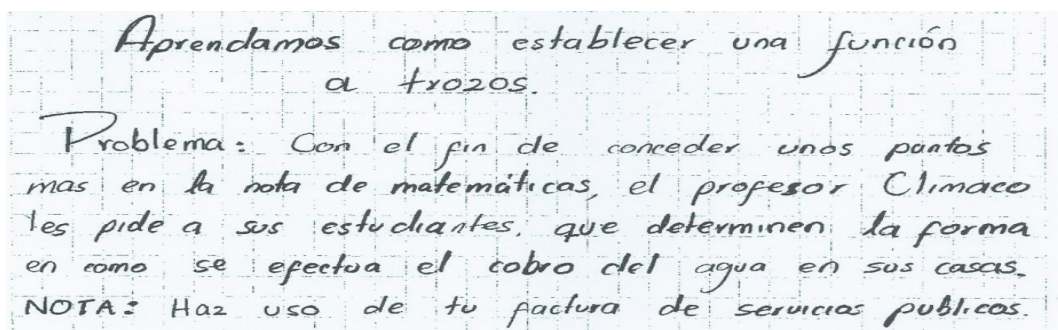 Aprendamos como establecer una función
a trozos.
Problema: Con el fin de conceder unos puntos
mas en la nota de matemáticas, el profesor Climaco
les pide a sus estudiantes, que determinen la forma
en como se efectua el cobro del agua en sus casas.
NOTA: Haz uso de tu factura de servicios publicos.